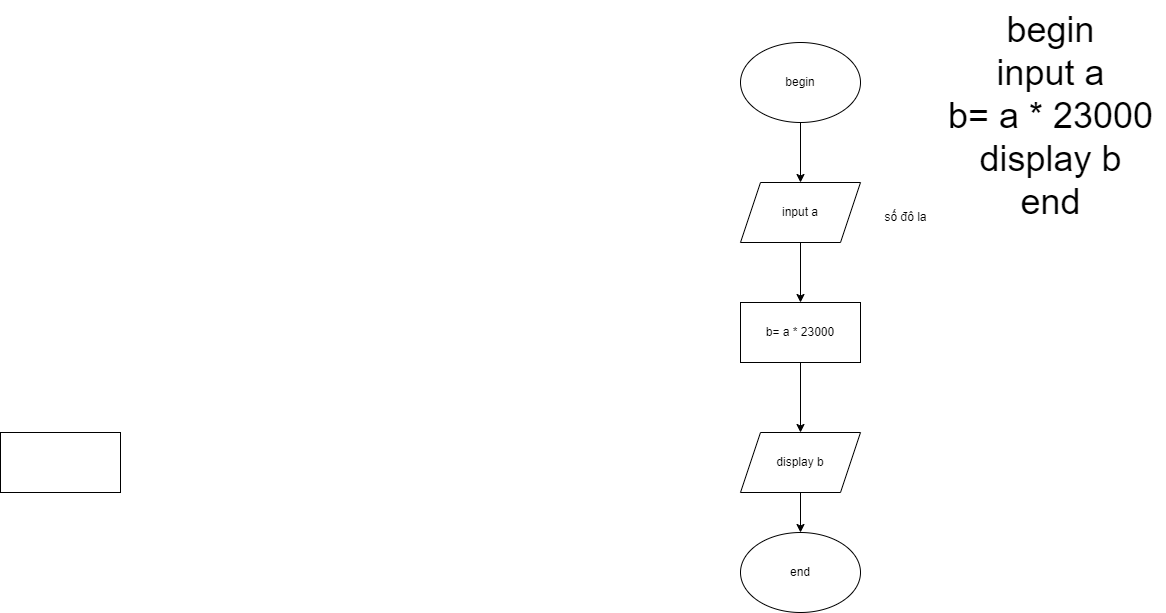 begin
input a
số đô la
b= a * 23000
display b
end
begin
input a
b= a * 23000
display b
end